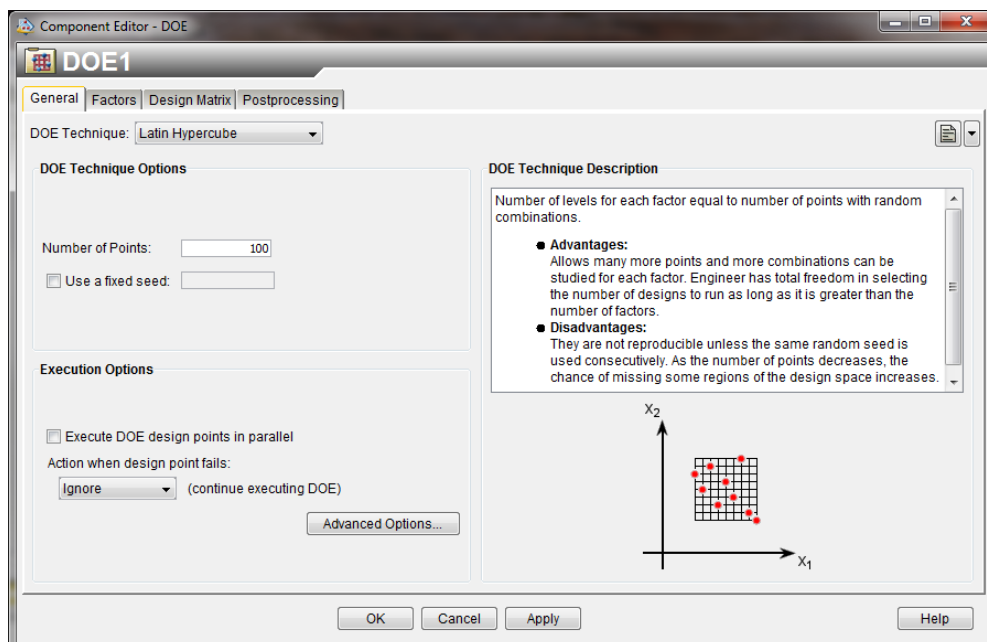 Component Editor - DOE
DOE1
General Factors Design Matrix Postprocessing
DOE Technique: Latin Hypercube
DOE Technique Options
Number of Points: 100
Use a fixed seed:
Execution Options
Execute DOE design points in parallel
Action when design point fails:
Ignore (continue executing DOE)
Advanced Options...
DOE Technique Description
Number of levels for each factor equal to number of points with random
combinations.
Advantages:
Allows many more points and more combinations can be
studied for each factor. Engineer has total freedom in selecting
the number of designs to run as long as it is greater than the
number of factors.
Disadvantages:
They are not reproducible unless the same random seed is
used consecutively. As the number of points decreases, the
chance of missing some regions of the design space increases.
X2
X1
OK Cancel Apply Help